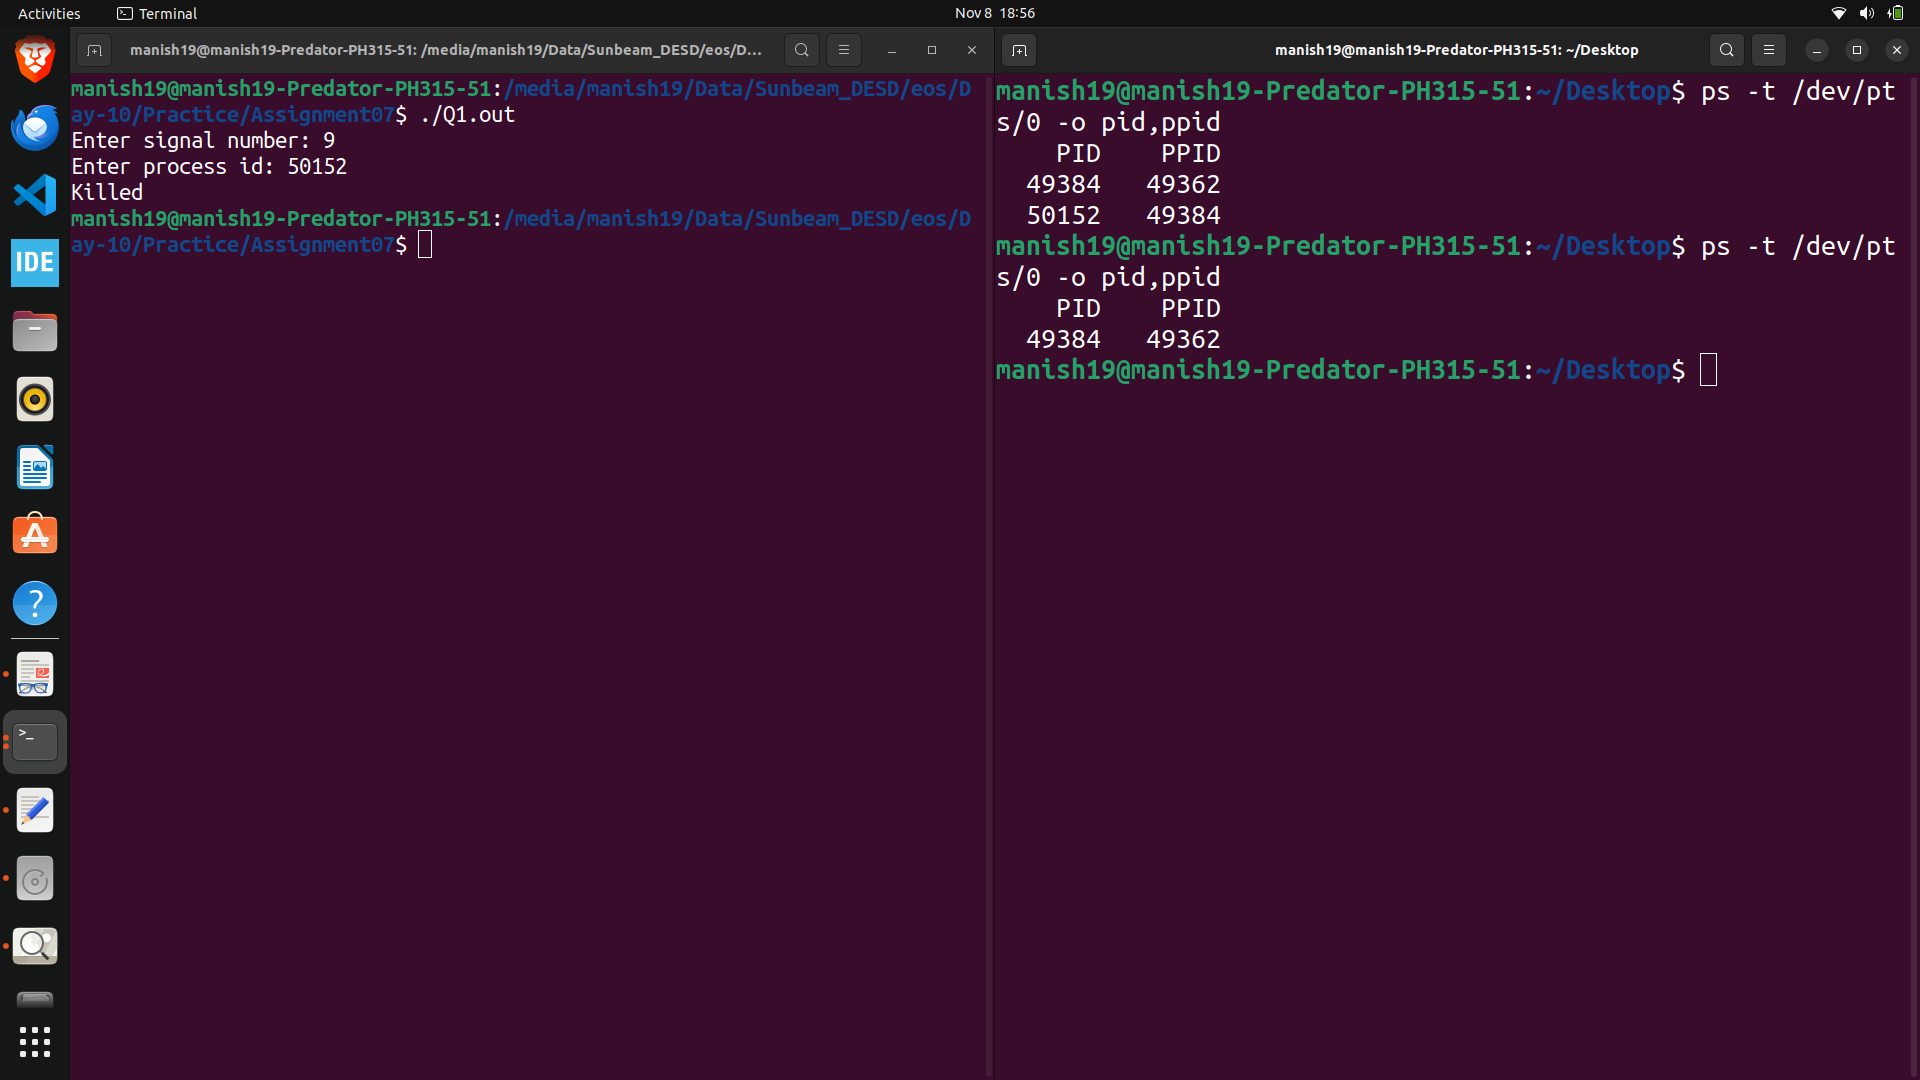 Activities
Terminal
Nov 8 18:56
manish19@manish19-Predator-PH315-51: /media/manish19/Data/Sunbeam_DESD/eos/D...
manish19@manish19-Predator-PH315-51:/media/manish19/Data/Sunbeam_DESD/eos/D
ay-10/Practice/Assignment07$ ./Q1.out
Enter signal number: 9
Enter process id: 50152
Killed
manish19@manish19-Predator-PH315-51:/media/manish19/Data/Sunbeam_DESD/eos/D
ay-10/Practice/Assignment07$
manish19@manish19-Predator-PH315-51: ~/Desktop
manish19@manish19-Predator-PH315-51:~/Desktop$ ps -t /dev/pt
s/0 -o pid,ppid
PID PPID
49384 49362
50152 49384
manish19@manish19-Predator-PH315-51:~/Desktop$ ps -t /dev/pt
s/0 -o pid,ppid
PID PPID
49384 49362
manish19@manish19-Predator-PH315-51:~/Desktop$
IDE